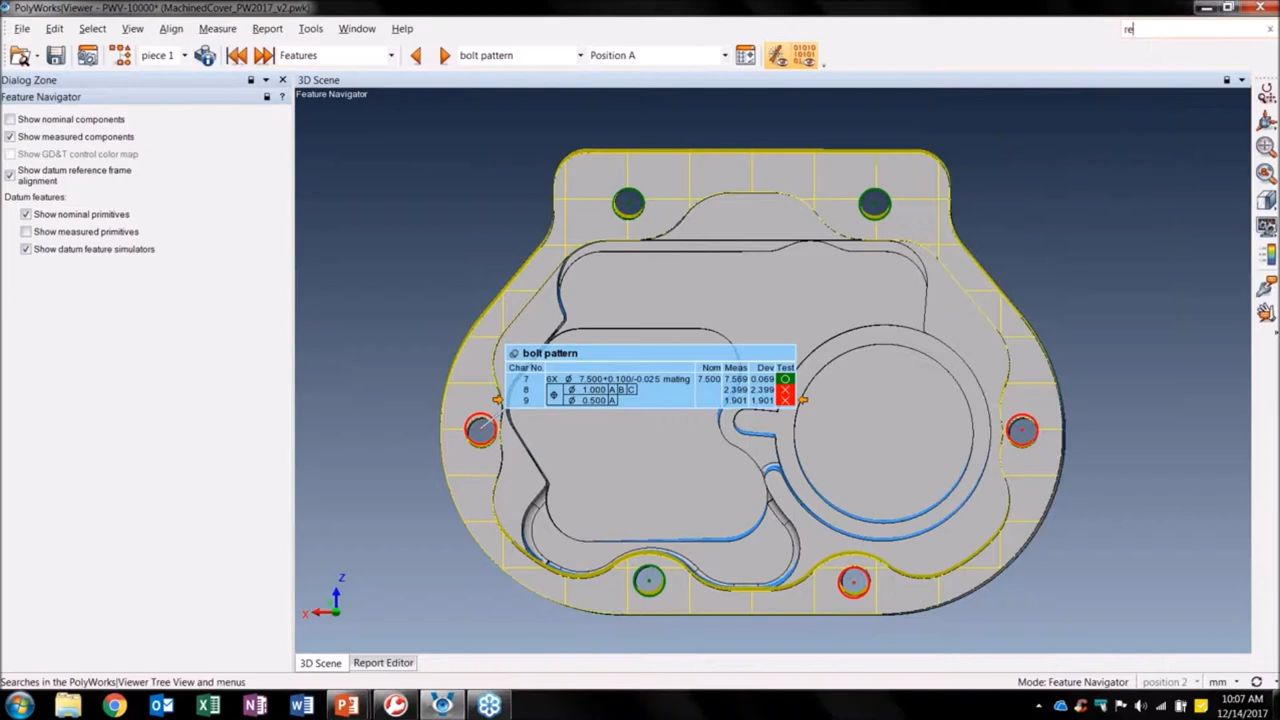 PolyWorks|Viewer - PWV-10000* (MachinedCover_PW2017_v2.pwk)
File Edit Select View Align Measure Report Tools Window Help
re
piece 1 Features bolt pattern Position A
Dialog Zone
3D Scene
Feature Navigator ?
Feature Navigator
Show nominal components
Show measured components
Show GD&T control color map
Show datum reference frame
alignment
Datum features:
Show nominal primitives
Show measured primitives
Show datum feature simulators
bolt pattern
Char No. Nom Meas Dev Test
7 6X Ø 7.500+0.100/-0.025 mating 7.500 7.569 0.069
8 Ø 1.000 A B C 2.399 2.399
9 Ø 0.500 A 1.901 1.901
Z
X
3D Scene Report Editor
Searches in the PolyWorks|Viewer Tree View and menus
Mode: Feature Navigator position 2 mm
10:07 AM
12/14/2017